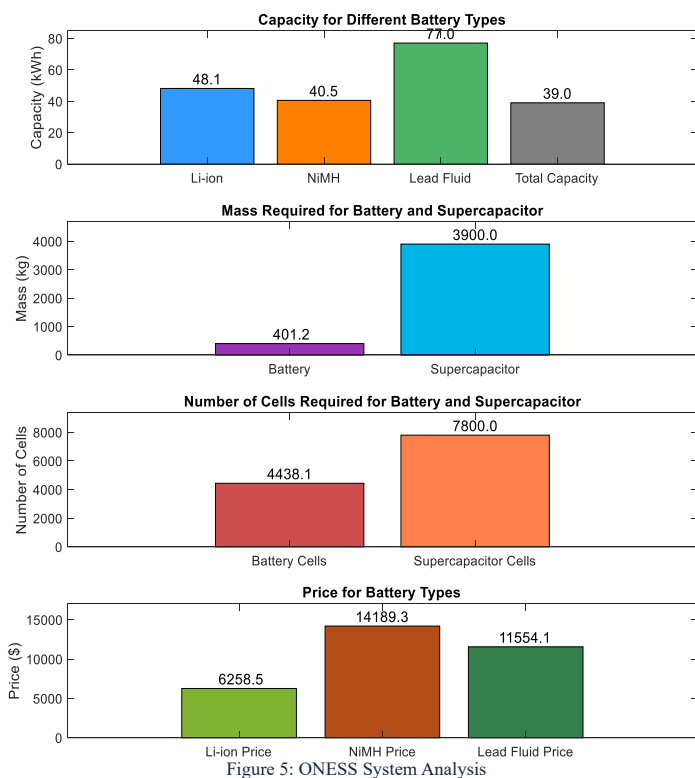 Capacity for Different Battery Types
Capacity (kWh)
80
60
40
20
0
48.1
40.5
77.0
39.0
Li-ion
NiMH
Lead Fluid
Total Capacity
Mass Required for Battery and Supercapacitor
Mass (kg)
4000
3000
2000
1000
0
401.2
3900.0
Battery
Supercapacitor
Number of Cells Required for Battery and Supercapacitor
Number of Cells
8000
6000
4000
2000
0
4438.1
7800.0
Battery Cells
Supercapacitor Cells
Price for Battery Types
Price ($)
15000
10000
5000
0
6258.5
14189.3
11554.1
Li-ion Price
NiMH Price
Lead Fluid Price
Figure 5: ONESS System Analysis